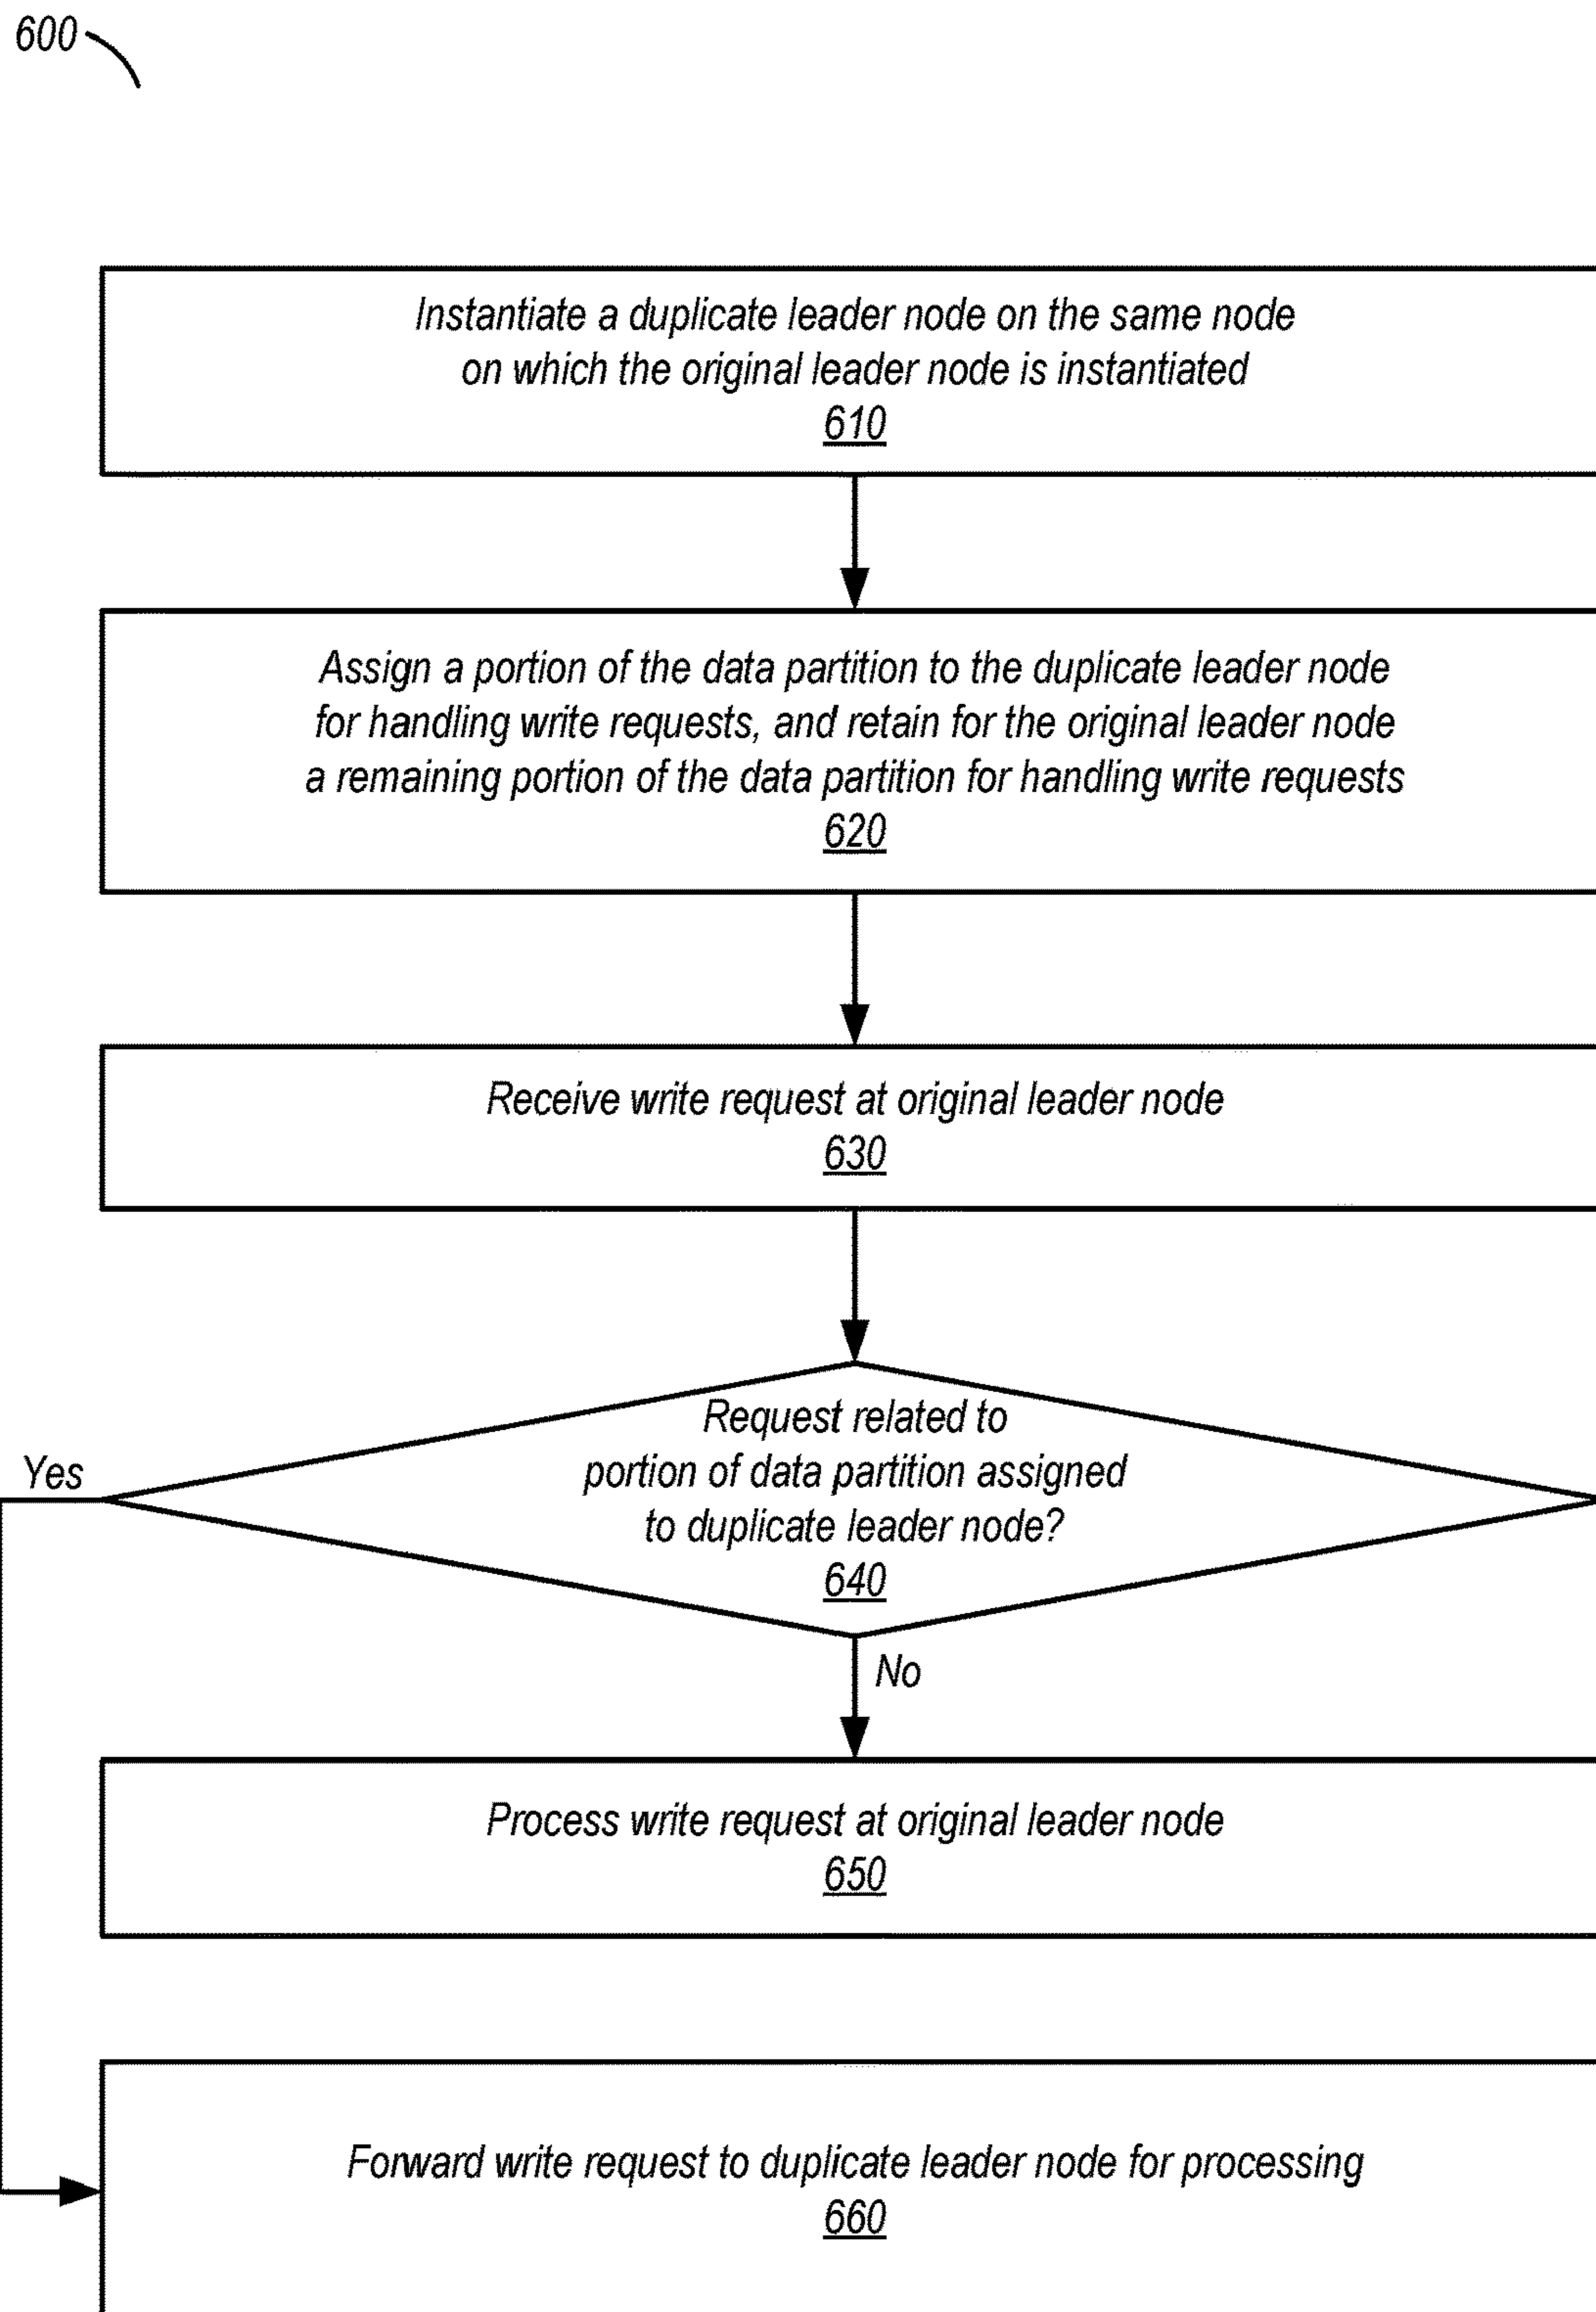 600
Instantiate a duplicate leader node on the same node
on which the original leader node is instantiated
610
Assign a portion of the data partition to the duplicate leader node
for handling write requests, and retain for the original leader node
a remaining portion of the data partition for handling write requests
620
Receive write request at original leader node
630
Request related to
portion of data partition assigned
to duplicate leader node?
640
Yes
No
Process write request at original leader node
650
Forward write request to duplicate leader node for processing
660